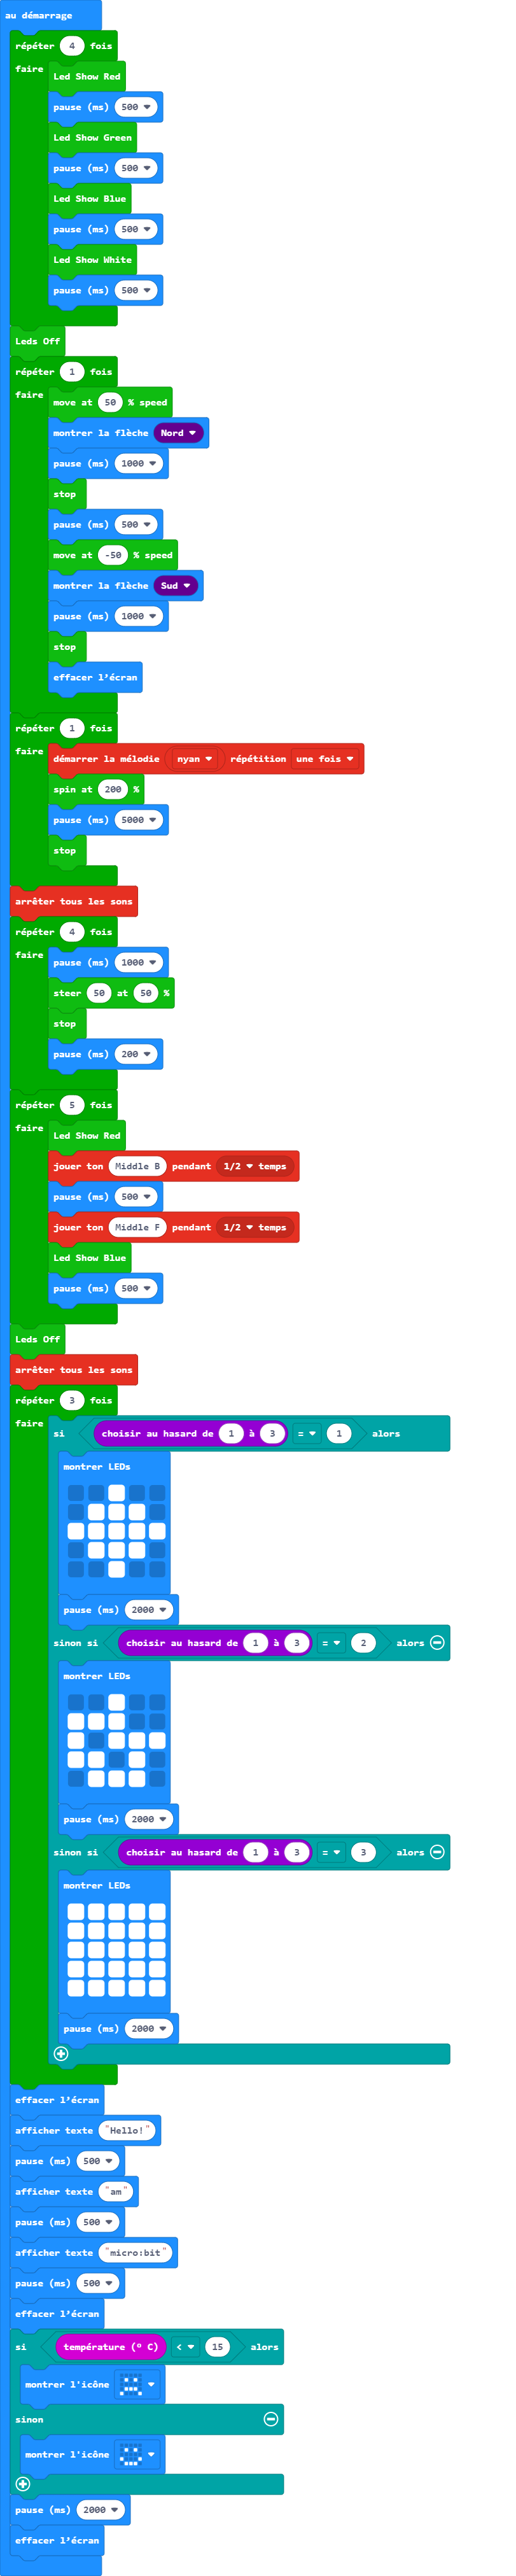 au démarrage
répéter 4 fois
faire Led Show Red
pause (ms) 500
Led Show Green
pause (ms) 500
Led Show Blue
pause (ms) 500
Led Show White
pause (ms) 500
Leds Off
répéter 1 fois
faire move at 50 % speed
montrer la flèche Nord
pause (ms) 1000
stop
pause (ms) 500
move at -50 % speed
montrer la flèche Sud
pause (ms) 1000
stop
effacer l'écran
répéter 1 fois
faire démarrer la mélodie nyan répétition une fois
spin at 200 %
pause (ms) 5000
stop
arrêter tous les sons
répéter 4 fois
faire pause (ms) 1000
steer 50 at 50 %
stop
pause (ms) 200
répéter 5 fois
faire Led Show Red
jouer ton Middle B pendant 1/2 temps
pause (ms) 500
jouer ton Middle F pendant 1/2 temps
Led Show Blue
pause (ms) 500
Leds Off
arrêter tous les sons
répéter 3 fois
faire si choisir au hasard de 1 à 3 = 1 alors
montrer LEDs
pause (ms) 2000
sinon si choisir au hasard de 1 à 3 = 2 alors
montrer LEDs
pause (ms) 2000
sinon si choisir au hasard de 1 à 3 = 3 alors
montrer LEDs
pause (ms) 2000
effacer l'écran
afficher texte "Hello!"
pause (ms) 500
afficher texte "am"
pause (ms) 500
afficher texte "micro:bit"
pause (ms) 500
effacer l'écran
si température (° C) < 15 alors
montrer l'icône
sinon
montrer l'icône
pause (ms) 2000
effacer l'écran